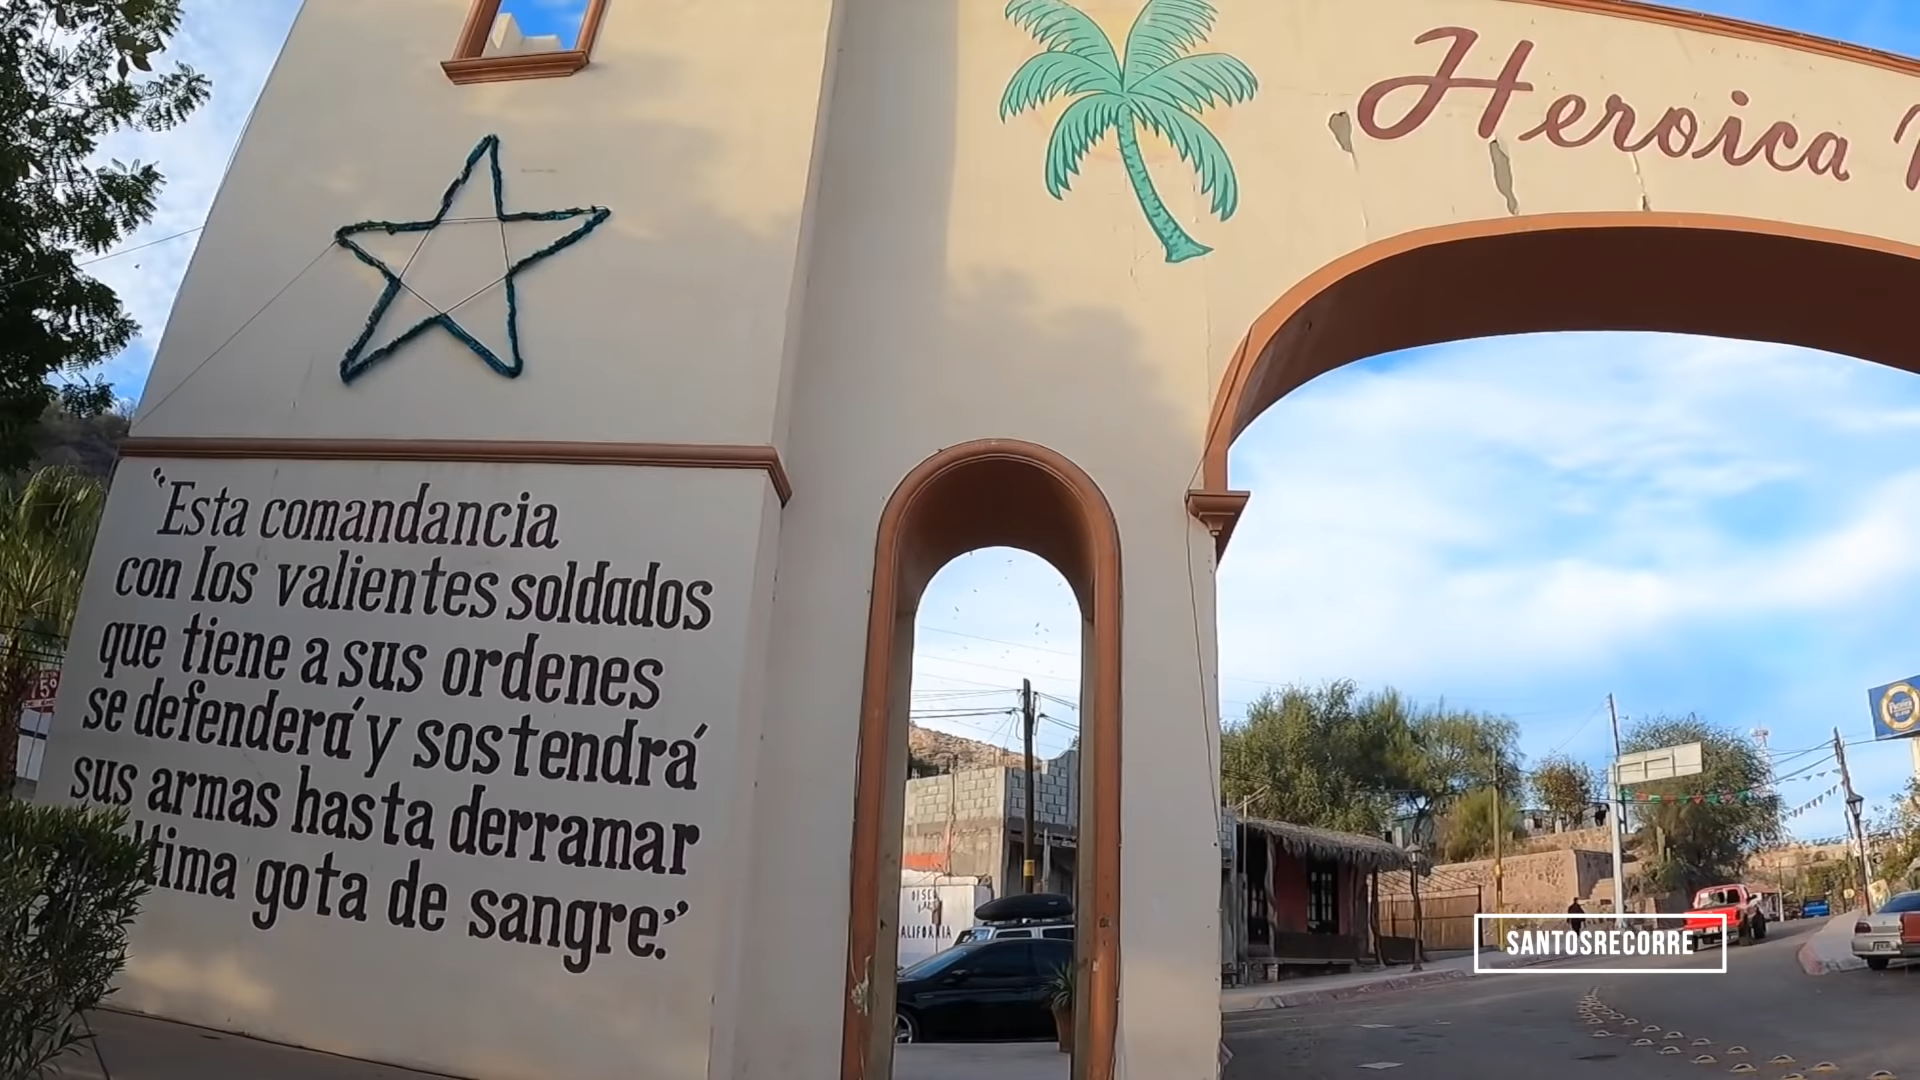 Heroica
"Esta comandancia
con los valientes soldados
que tiene a sus ordenes
se defenderá y sostendrá
sus armas hasta derramar
gota de sangre."
SANTOSRECORRE